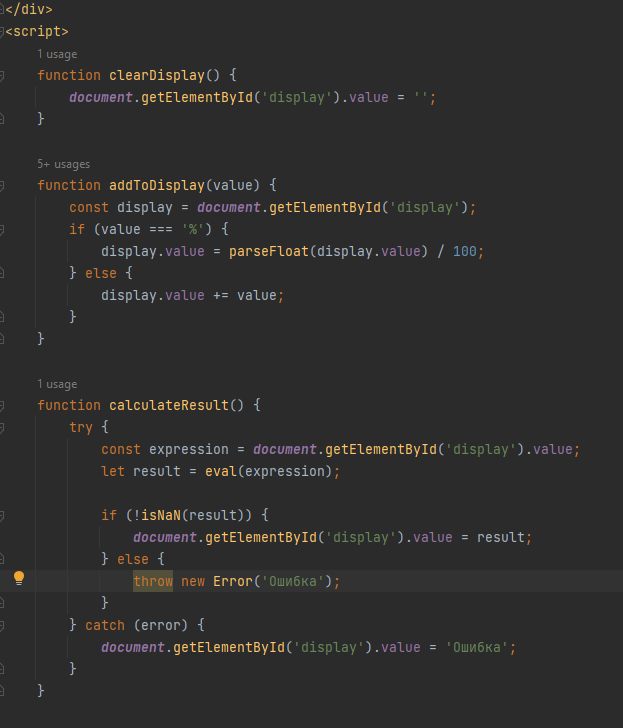 </div>
<script>
1 usage
function clearDisplay() {
document.getElementById('display').value = '';
}
5+ usages
function addToDisplay(value) {
const display = document.getElementById('display');
if (value === '%') {
display.value = parseFloat(display.value) / 100;
} else {
display.value += value;
}
}
1 usage
function calculateResult() {
try {
const expression = document.getElementById('display').value;
let result = eval(expression);
if (!isNaN(result)) {
document.getElementById('display').value = result;
} else {
throw new Error('Ошибка');
}
} catch (error) {
document.getElementById('display').value = 'Ошибка';
}
}